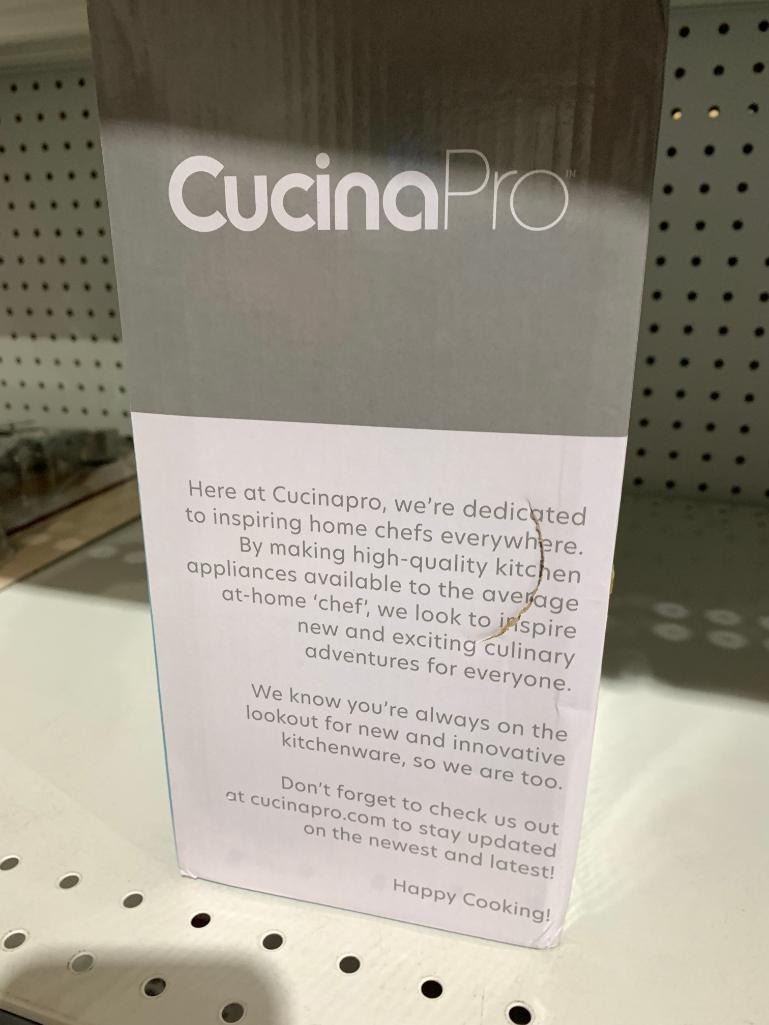 CucinaPro
Here at Cucinapro, we're dedicated
to inspiring home chefs everywhere.
By making high-quality kitchen
appliances available to the average
at-home 'chef', we look to inspire
new and exciting culinary
adventures for everyone.
We know you're always on the
lookout for new and innovative
kitchenware, so we are too.
Don't forget to check us out
at cucinapro.com to stay updated
on the newest and latest!
Happy Cooking!